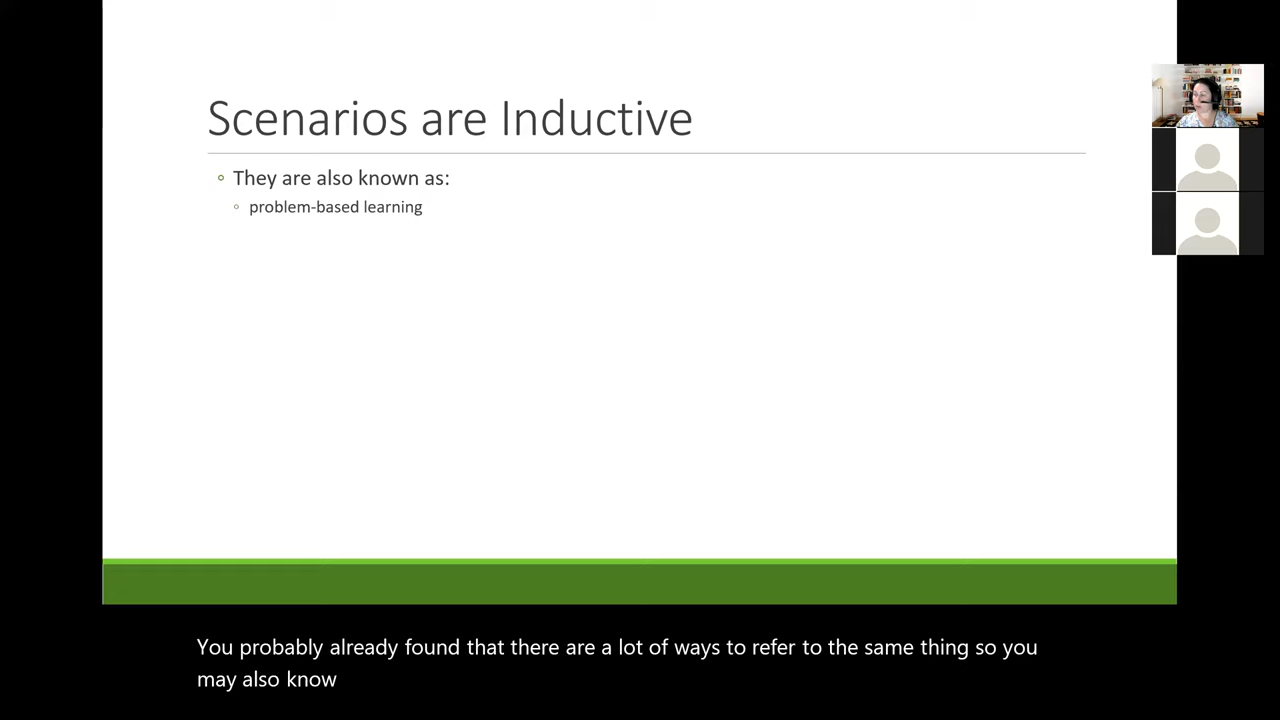 Scenarios are Inductive
They are also known as:
problem-based learning
You probably already found that there are a lot of ways to refer to the same thing so you
may also know